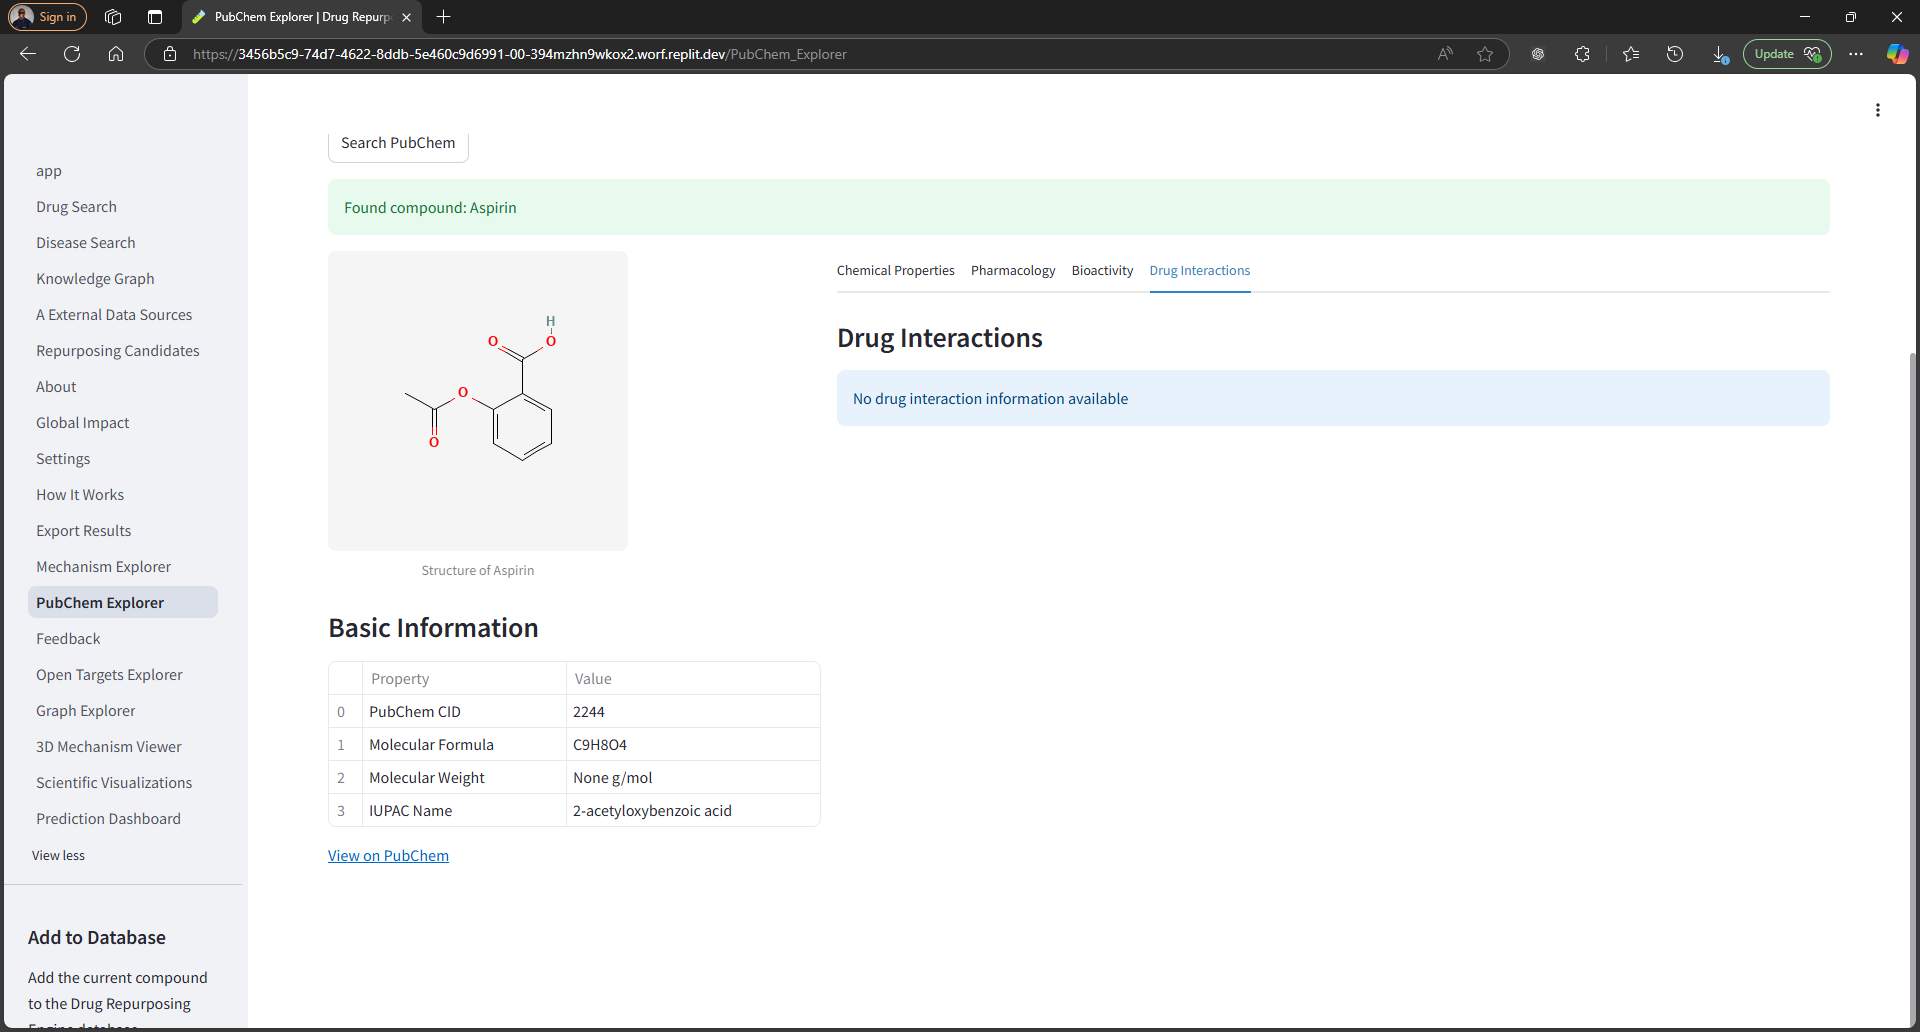 Sign in
PubChem Explorer | Drug Repurp
https://3456b5c9-74d7-4622-8ddb-5e460c9d6991-00-394mzhn9wkox2.worf.replit.dev/PubChem_Explorer
Update
app
Drug Search
Disease Search
Knowledge Graph
A External Data Sources
Repurposing Candidates
About
Global Impact
Settings
How It Works
Export Results
Mechanism Explorer
PubChem Explorer
Feedback
Open Targets Explorer
Graph Explorer
3D Mechanism Viewer
Scientific Visualizations
Prediction Dashboard
View less
Add to Database
Add the current compound
to the Drug Repurposing
Engine database
Search PubChem
Found compound: Aspirin
H
O O
O
O
Structure of Aspirin
Basic Information
Property Value
0 PubChem CID 2244
1 Molecular Formula C9H8O4
2 Molecular Weight None g/mol
3 IUPAC Name 2-acetyloxybenzoic acid
View on PubChem
Chemical Properties Pharmacology Bioactivity Drug Interactions
Drug Interactions
No drug interaction information available